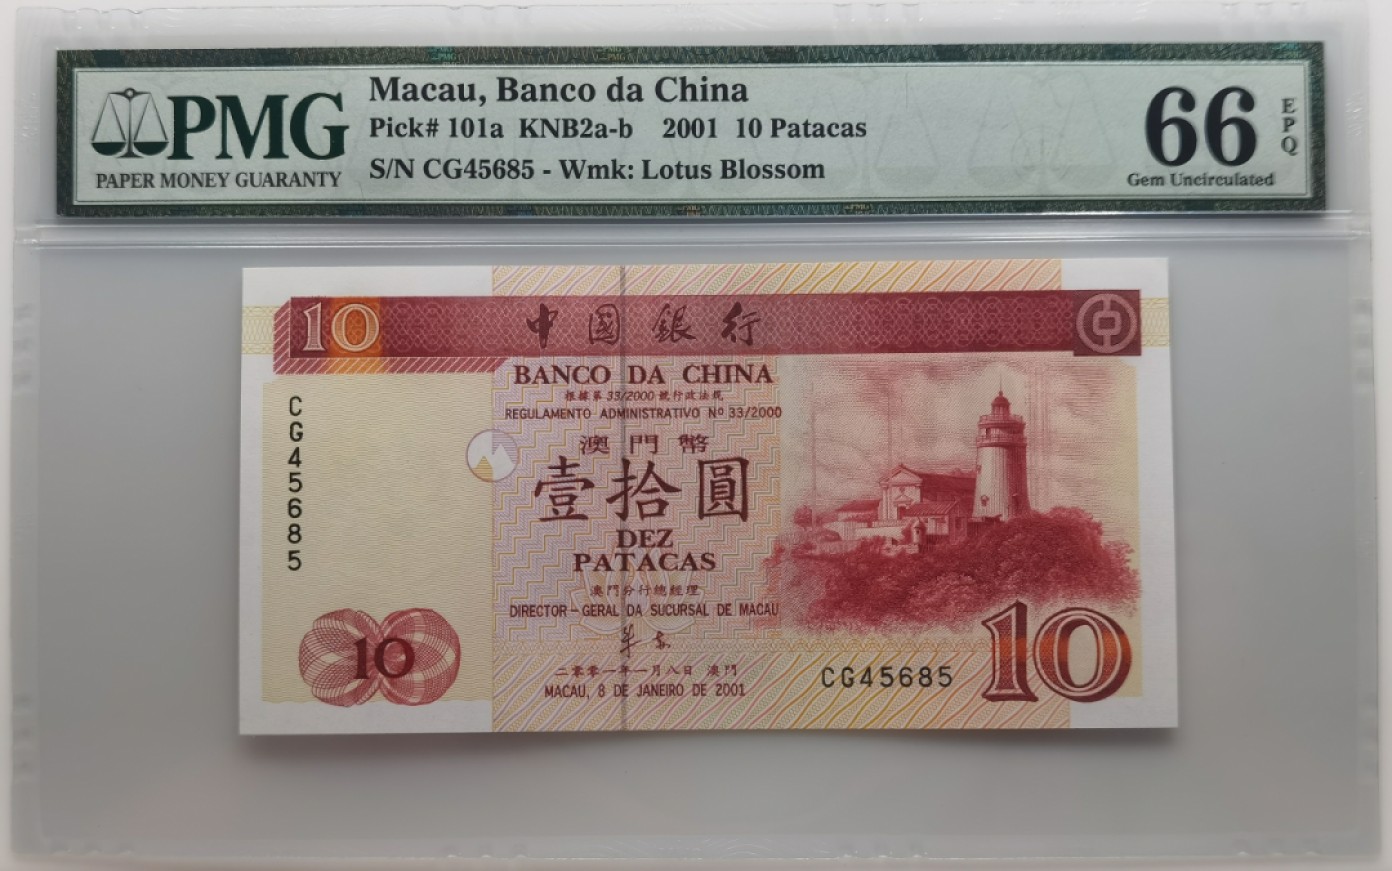 PMG
PAPER MONEY GUARANTY
Macau, Banco da China
Pick# 101a KNB2a-b 2001 10 Patacas
S/N CG45685 - Wmk: Lotus Blossom
66
EPQ
Gem Uncirculated
10
中國銀行
BANCO DA CHINA
根據第33/2000號行政法規
REGULAMENTO ADMINISTRATIVO Nº 33/2000
CG45685
澳門幣
壹拾圓
DEZ
PATACAS
澳門分行總經理
DIRECTOR-GERAL DA SUCURSAL DE MACAU
二零零一年一月八日 澳門
MACAU, 8 DE JANEIRO DE 2001
CG45685
10
10